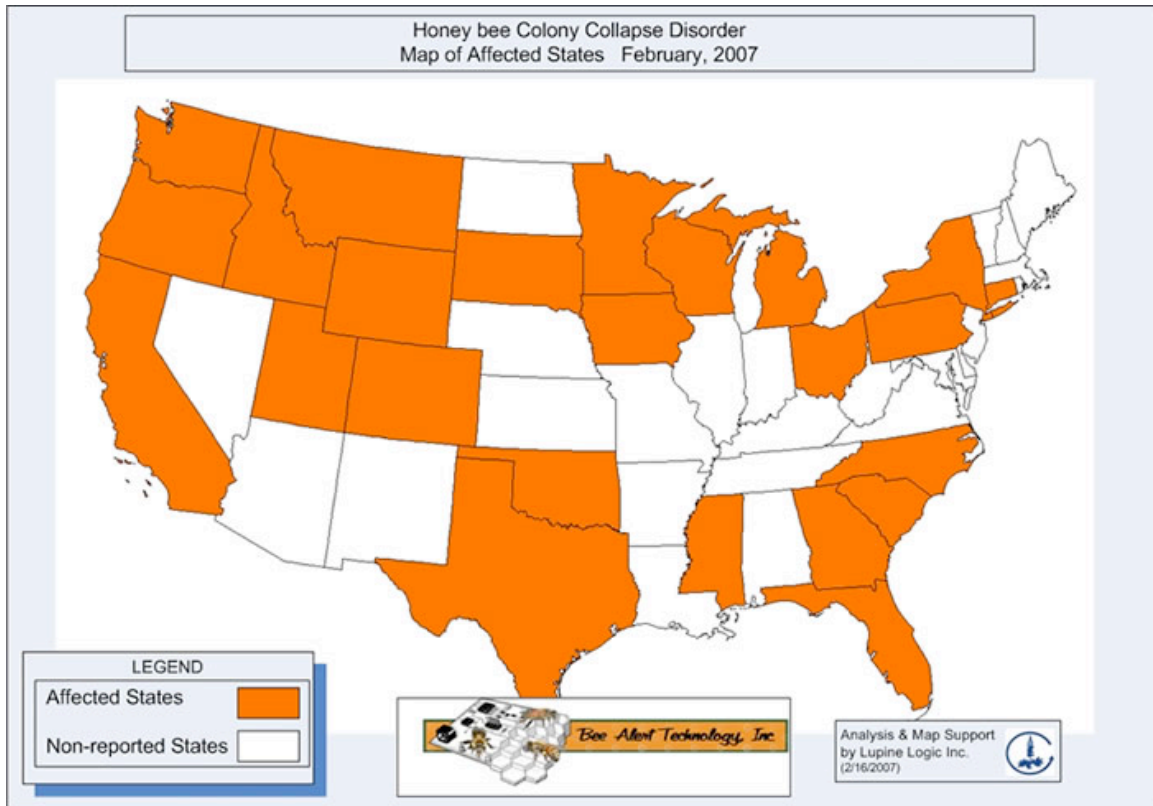 Honey bee Colony Collapse Disorder
Map of Affected States   February, 2007
LEGEND
Affected States
Non-reported States
Bee Alert Technology, Inc
Analysis & Map Support
by Lupine Logic Inc.
(2/16/2007)